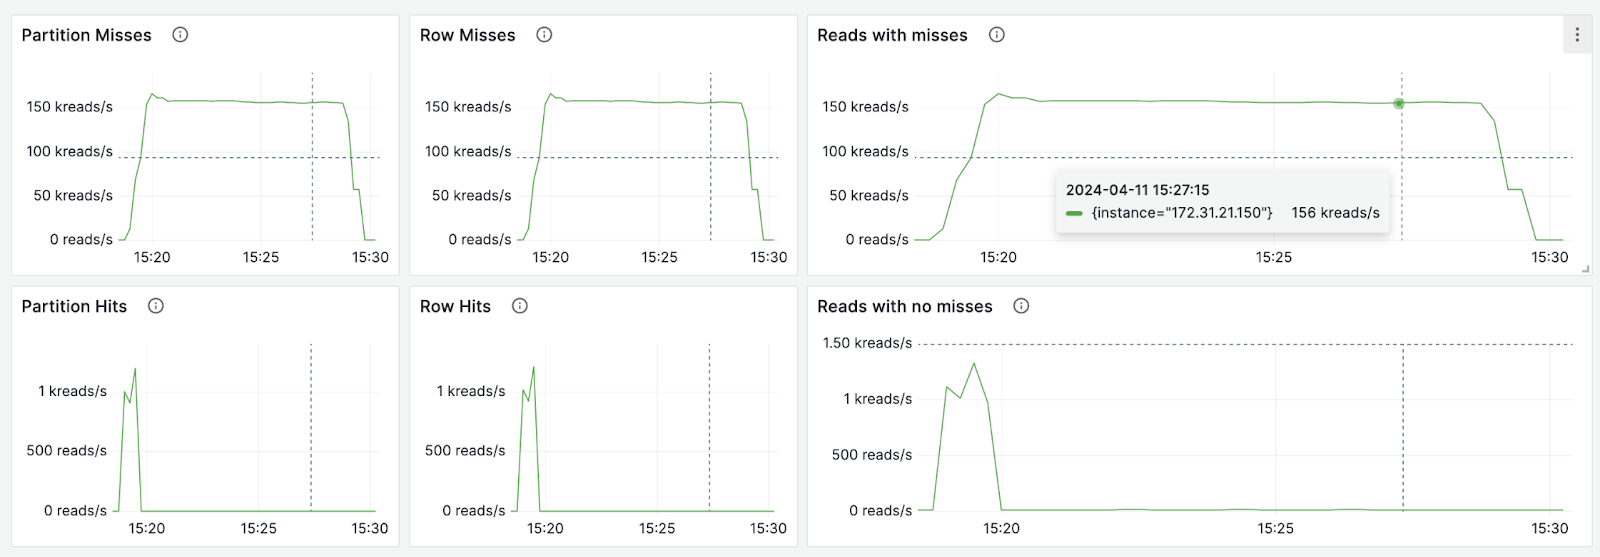 Partition Misses
150 kreads/s
100 kreads/s
50 kreads/s
0 reads/s
15:20 15:25 15:30
Row Misses
150 kreads/s
100 kreads/s
50 kreads/s
0 reads/s
15:20 15:25 15:30
Reads with misses
150 kreads/s
100 kreads/s
50 kreads/s
0 reads/s
2024-04-11 15:27:15
{instance="172.31.21.150"} 156 kreads/s
15:20 15:25 15:30
Partition Hits
1 kreads/s
500 reads/s
0 reads/s
15:20 15:25 15:30
Row Hits
1 kreads/s
500 reads/s
0 reads/s
15:20 15:25 15:30
Reads with no misses
1.50 kreads/s
1 kreads/s
500 reads/s
0 reads/s
15:20 15:25 15:30